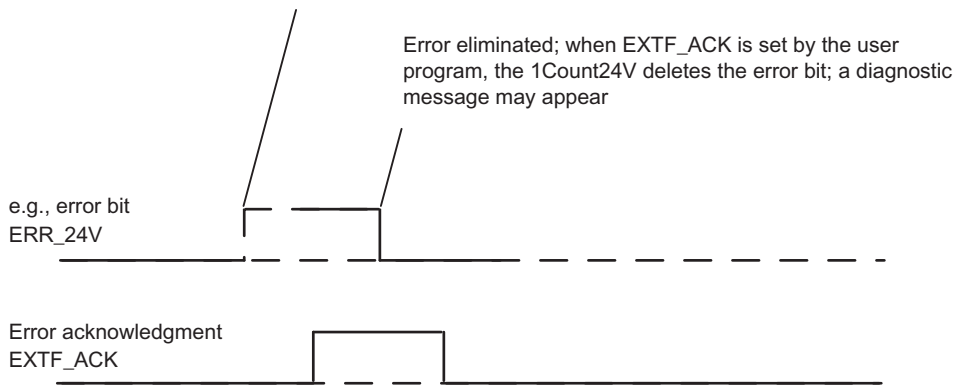 Error eliminated; when EXTF_ACK is set by the user
program, the 1Count24V deletes the error bit; a diagnostic
message may appear
e.g., error bit
ERR_24V
Error acknowledgment
EXTF_ACK